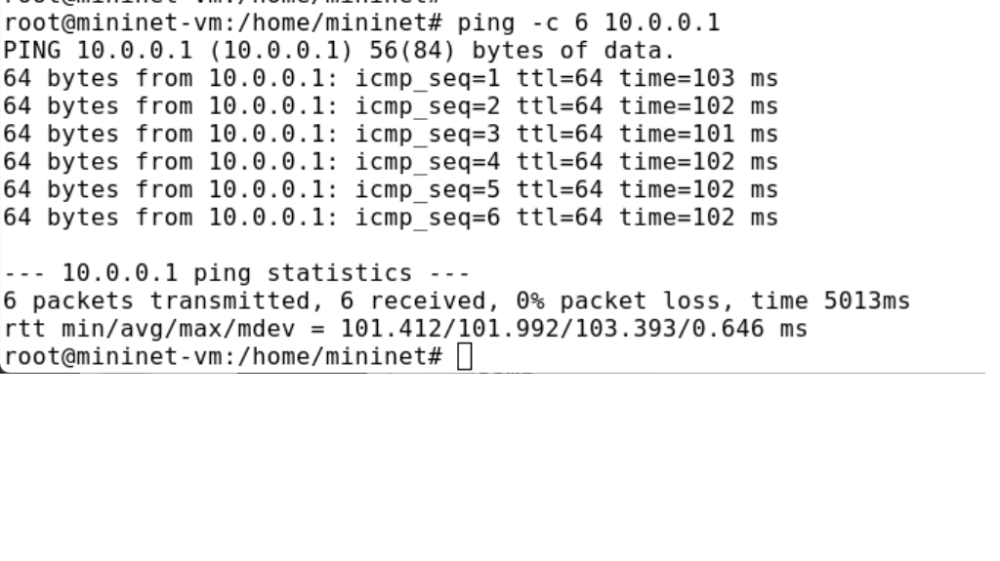 root@mininet-vm:/home/mininet#
root@mininet-vm:/home/mininet# ping -c 6 10.0.0.1
PING 10.0.0.1 (10.0.0.1) 56(84) bytes of data.
64 bytes from 10.0.0.1: icmp_seq=1 ttl=64 time=103 ms
64 bytes from 10.0.0.1: icmp_seq=2 ttl=64 time=102 ms
64 bytes from 10.0.0.1: icmp_seq=3 ttl=64 time=101 ms
64 bytes from 10.0.0.1: icmp_seq=4 ttl=64 time=102 ms
64 bytes from 10.0.0.1: icmp_seq=5 ttl=64 time=102 ms
64 bytes from 10.0.0.1: icmp_seq=6 ttl=64 time=102 ms
--- 10.0.0.1 ping statistics ---
6 packets transmitted, 6 received, 0% packet loss, time 5013ms
rtt min/avg/max/mdev = 101.412/101.992/103.393/0.646 ms
root@mininet-vm:/home/mininet#